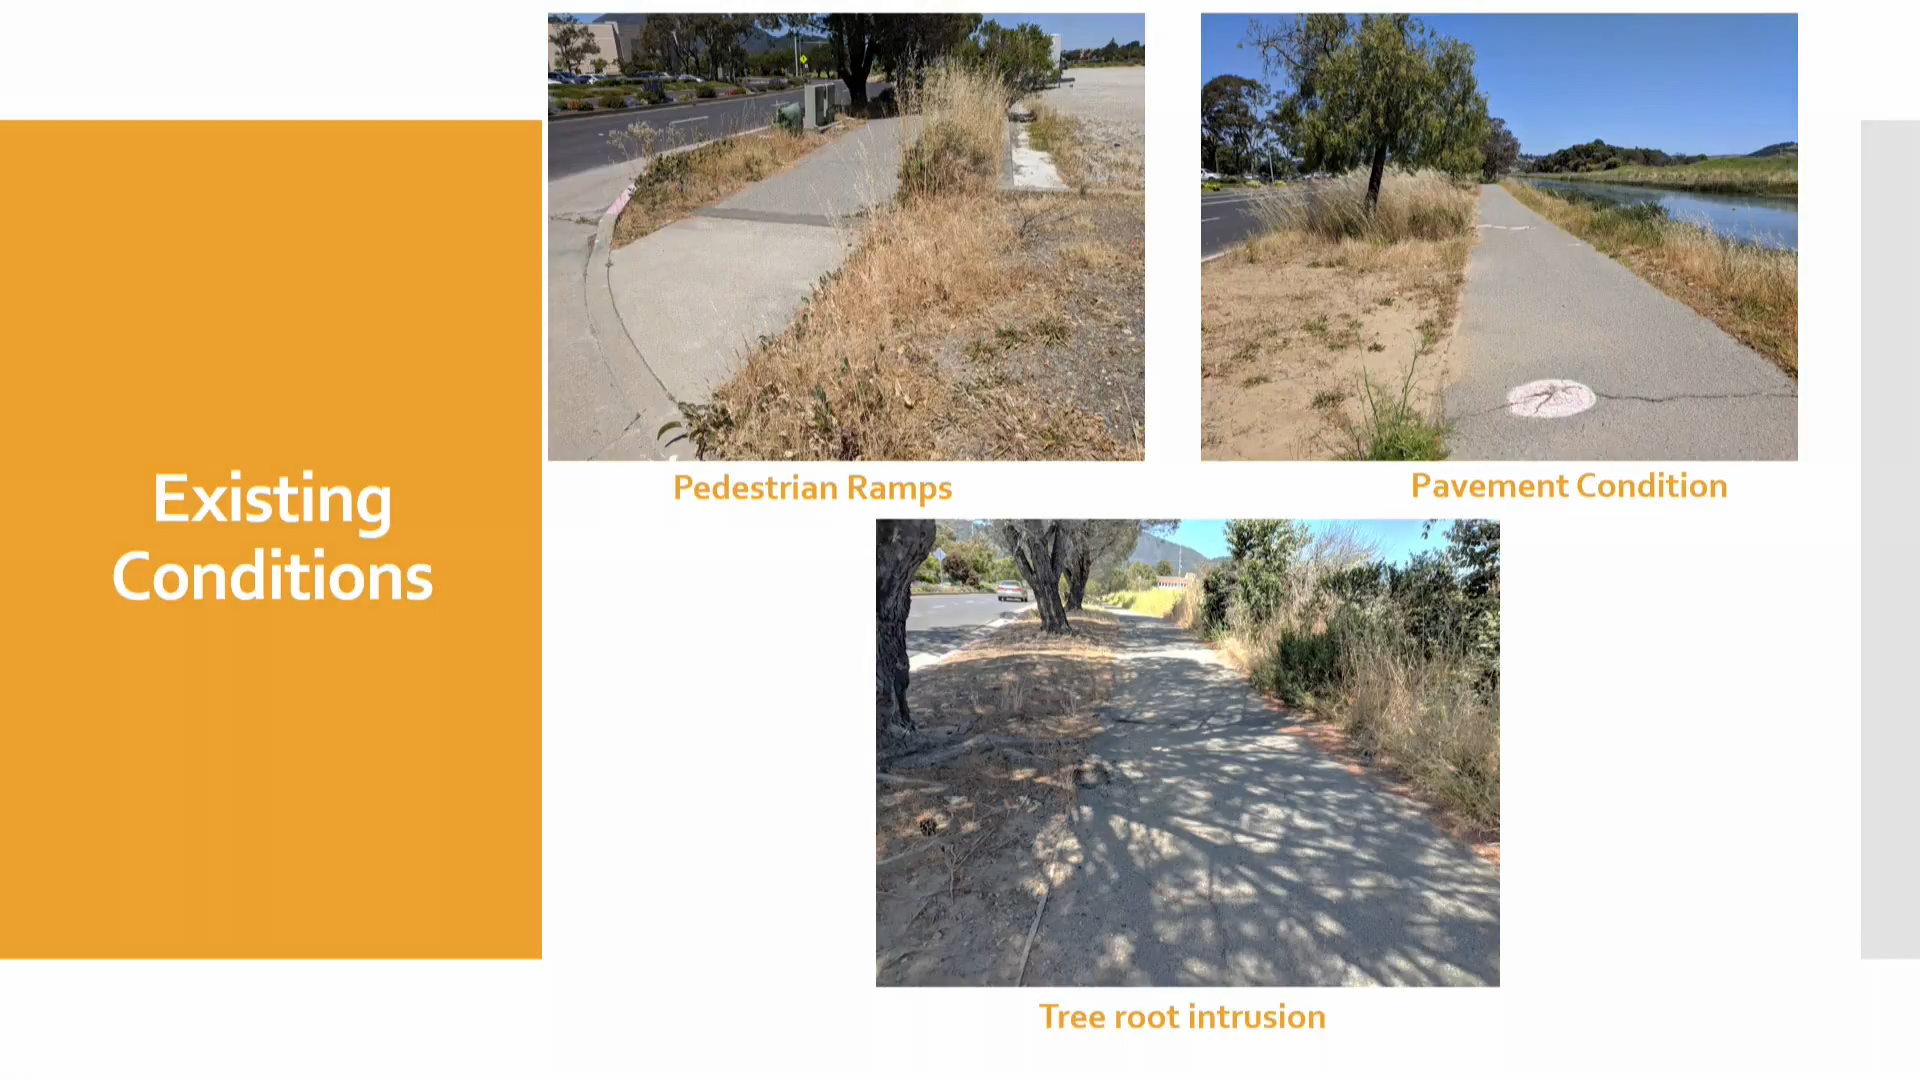 Existing
Conditions
Pedestrian Ramps
Pavement Condition
Tree root intrusion